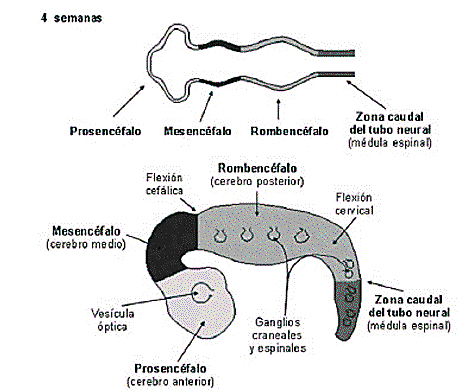 4 semanas
Prosencéfalo
Mesencéfalo
Rombencéfalo
Zona caudal
del tubo neural
(médula espinal)
Flexión
cefálica
Rombencéfalo
(cerebro posterior)
Flexión
cervical
Mesencéfalo
(cerebro medio)
Vesícula
óptica
Ganglios
craneales
y espinales
Zona caudal
del tubo neural
(médula espinal)
Prosencéfalo
(cerebro anterior)